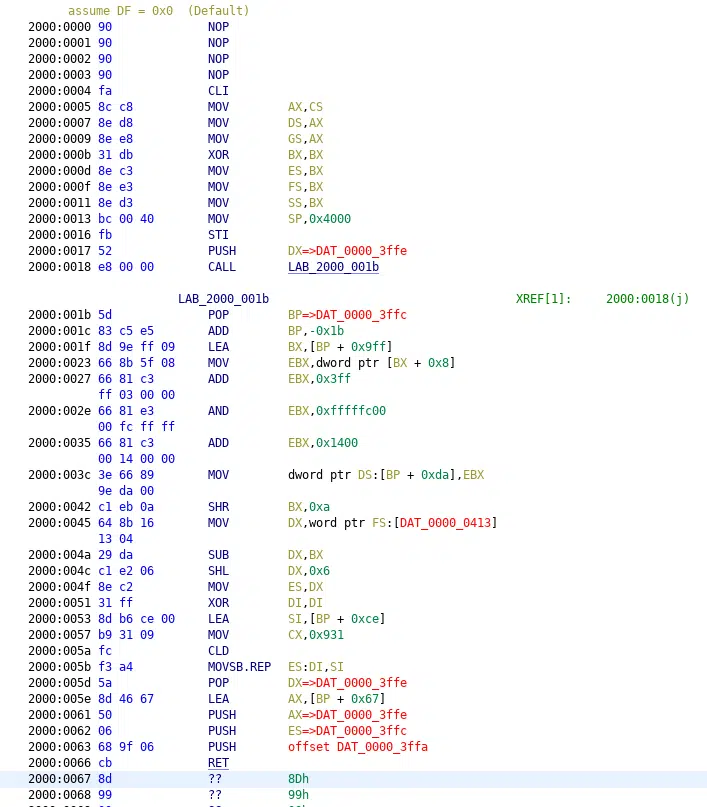 assume DF = 0x0  (Default)
2000:0000 90 NOP
2000:0001 90 NOP
2000:0002 90 NOP
2000:0003 90 NOP
2000:0004 fa CLI
2000:0005 8c c8 MOV AX,CS
2000:0007 8e d8 MOV DS,AX
2000:0009 8e e8 MOV GS,AX
2000:000b 31 db XOR BX,BX
2000:000d 8e c3 MOV ES,BX
2000:000f 8e e3 MOV FS,BX
2000:0011 8e d3 MOV SS,BX
2000:0013 bc 00 40 MOV SP,0x4000
2000:0016 fb STI
2000:0017 52 PUSH DX=>DAT_0000_3ffe
2000:0018 e8 00 00 CALL LAB_2000_001b
LAB_2000_001b XREF[1]: 2000:0018(j)
2000:001b 5d POP BP=>DAT_0000_3ffc
2000:001c 83 c5 e5 ADD BP,-0x1b
2000:001f 8d 9e ff 09 LEA BX,[BP + 0x9ff]
2000:0023 66 8b 5f 08 MOV EBX,dword ptr [BX + 0x8]
2000:0027 66 81 c3 ADD EBX,0x3ff
ff 03 00 00
2000:002e 66 81 e3 AND EBX,0xfffffc00
00 fc ff ff
2000:0035 66 81 c3 ADD EBX,0x1400
00 14 00 00
2000:003c 3e 66 89 MOV dword ptr DS:[BP + 0xda],EBX
9e da 00
2000:0042 c1 eb 0a SHR BX,0xa
2000:0045 64 8b 16 MOV DX,word ptr FS:[DAT_0000_0413]
13 04
2000:004a 29 da SUB DX,BX
2000:004c c1 e2 06 SHL DX,0x6
2000:004f 8e c2 MOV ES,DX
2000:0051 31 ff XOR DI,DI
2000:0053 8d b6 ce 00 LEA SI,[BP + 0xce]
2000:0057 b9 31 09 MOV CX,0x931
2000:005a fc CLD
2000:005b f3 a4 MOVSB.REP ES:DI,SI
2000:005d 5a POP DX=>DAT_0000_3ffe
2000:005e 8d 46 67 LEA AX,[BP + 0x67]
2000:0061 50 PUSH AX=>DAT_0000_3ffe
2000:0062 06 PUSH ES=>DAT_0000_3ffc
2000:0063 68 9f 06 PUSH offset DAT_0000_3ffa
2000:0066 cb RET
2000:0067 8d ?? 8Dh
2000:0068 99 ?? 99h